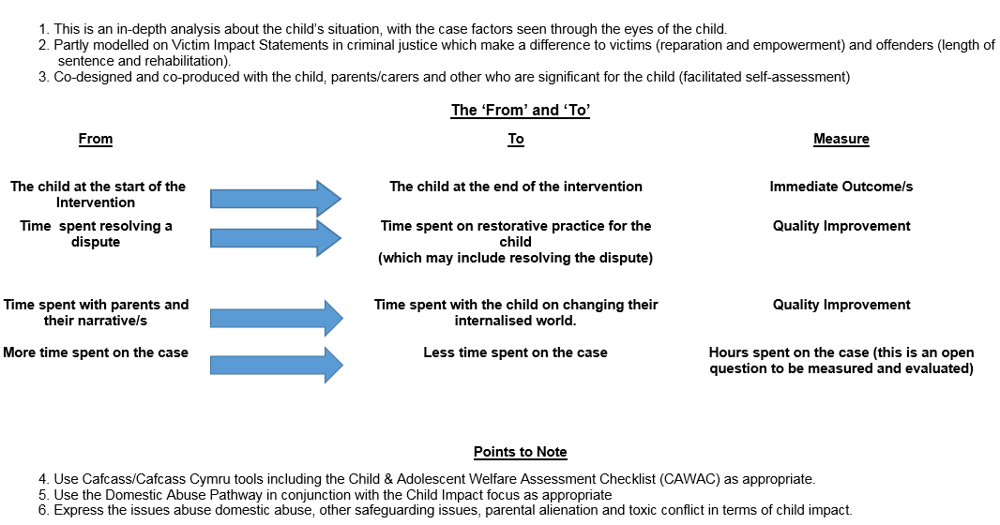 1. This is an in-depth analysis about the child's situation, with the case factors seen through the eyes of the child.
2. Partly modelled on Victim Impact Statements in criminal justice which make a difference to victims (reparation and empowerment) and offenders (length of
sentence and rehabilitation).
3. Co-designed and co-produced with the child, parents/carers and other who are significant for the child (facilitated self-assessment)
The 'From' and 'To'
From
To
Measure
The child at the start of the
Intervention
The child at the end of the intervention
Immediate Outcome/s
Time spent resolving a
dispute
Time spent on restorative practice for the
child
(which may include resolving the dispute)
Quality Improvement
Time spent with parents and
their narrative/s
Time spent with the child on changing their
internalised world.
Quality Improvement
More time spent on the case
Less time spent on the case
Hours spent on the case (this is an open
question to be measured and evaluated)
Points to Note
4. Use Cafcass/Cafcass Cymru tools including the Child & Adolescent Welfare Assessment Checklist (CAWAC) as appropriate.
5. Use the Domestic Abuse Pathway in conjunction with the Child Impact focus as appropriate
6. Express the issues abuse domestic abuse, other safeguarding issues, parental alienation and toxic conflict in terms of child impact.